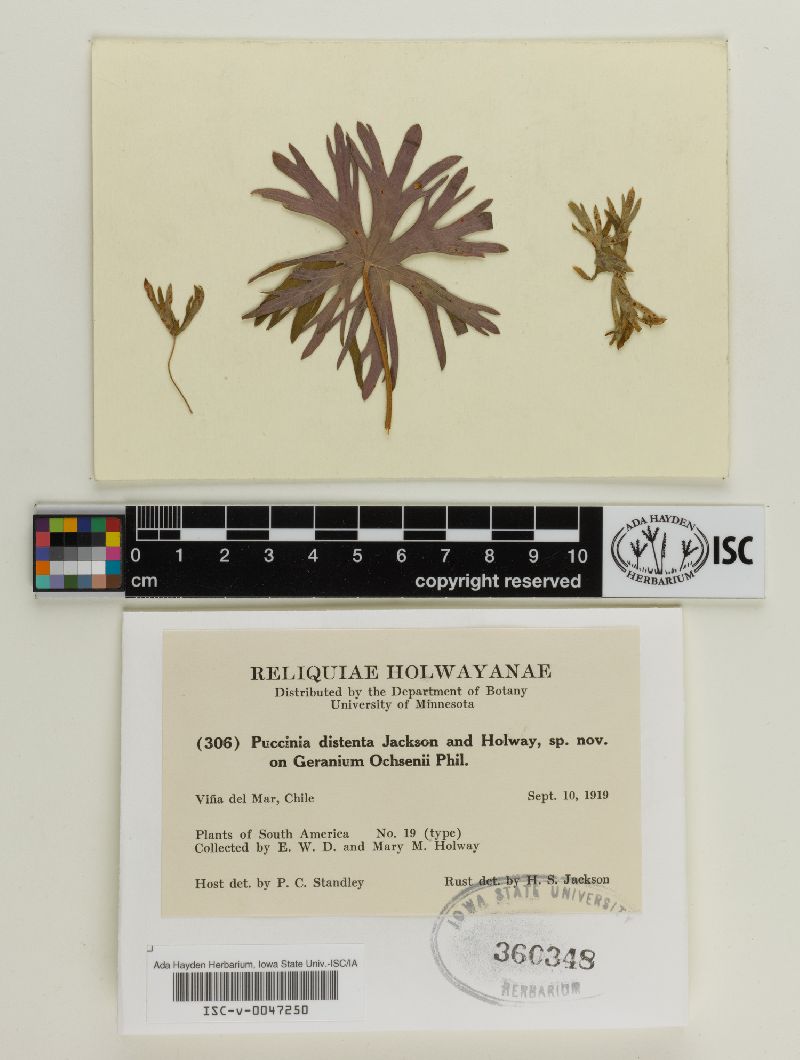 0 1 2 3 4 5 6 7 8 9 10
cm
copyright reserved
ADA HAYDEN
HERBARIUM
ISC
RELIQUIAE HOLWAYANAE
Distributed by the Department of Botany
University of Minnesota
(306) Puccinia distenta Jackson and Holway, sp. nov.
on Geranium Ochsenii Phil.
Viña del Mar, Chile Sept. 10, 1919
Plants of South America No. 19 (type)
Collected by E. W. D. and Mary M. Holway
Host det. by P. C. Standley Rust det. by H. S. Jackson
IOWA STATE UNIVERSITY
360348
HERBARIUM
Ada Hayden Herbarium, Iowa State Univ.-ISC/IA
ISC-v-0047250